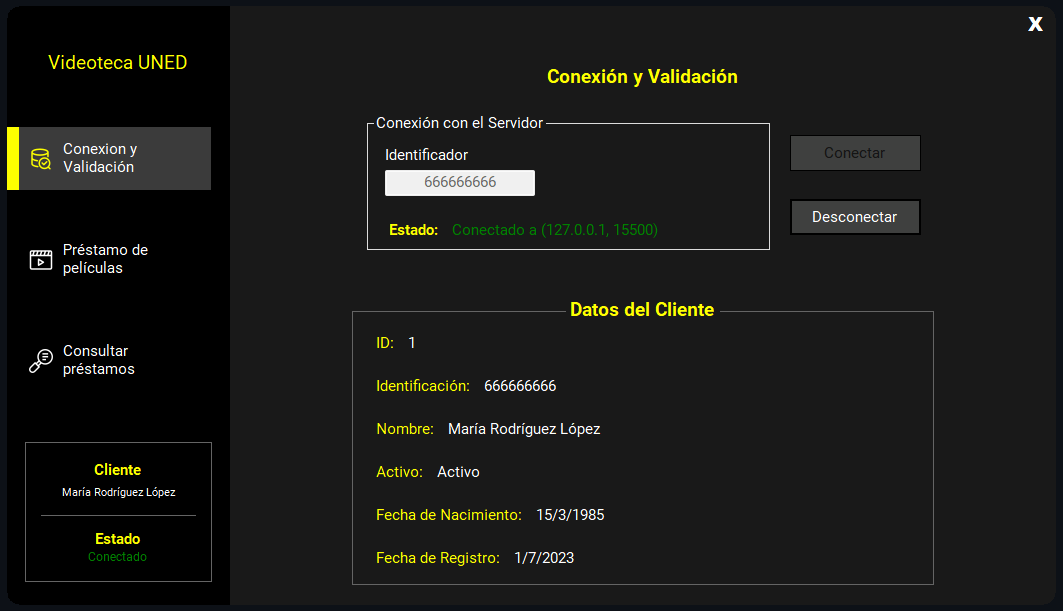 X
Videoteca UNED
Conexion y
Validación
Préstamo de
películas
Consultar
préstamos
Cliente
María Rodríguez López
Estado
Conectado
Conexión y Validación
Conexión con el Servidor
Identificador
666666666
Estado: Conectado a (127.0.0.1, 15500)
Conectar
Desconectar
Datos del Cliente
ID: 1
Identificación: 666666666
Nombre: María Rodríguez López
Activo: Activo
Fecha de Nacimiento: 15/3/1985
Fecha de Registro: 1/7/2023